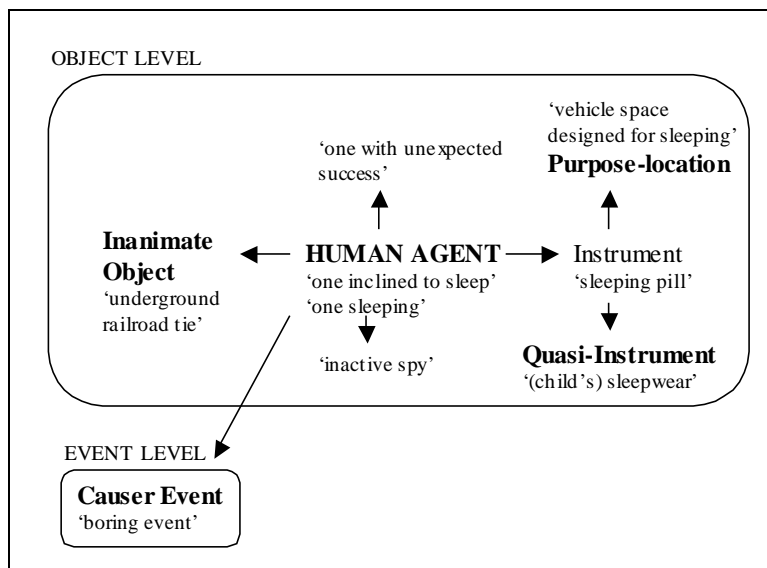 OBJECT LEVEL
‘vehicle space
designed for sleeping’
Purpose-location
‘one with unexpected
success’
Inanimate
Object
‘underground
railroad tie’
HUMAN AGENT
‘one inclined to sleep’
‘one sleeping’
Instrument
‘sleeping pill’
‘inactive spy’
Quasi-Instrument
‘(child’s) sleepwear’
EVENT LEVEL
Causer Event
‘boring event’